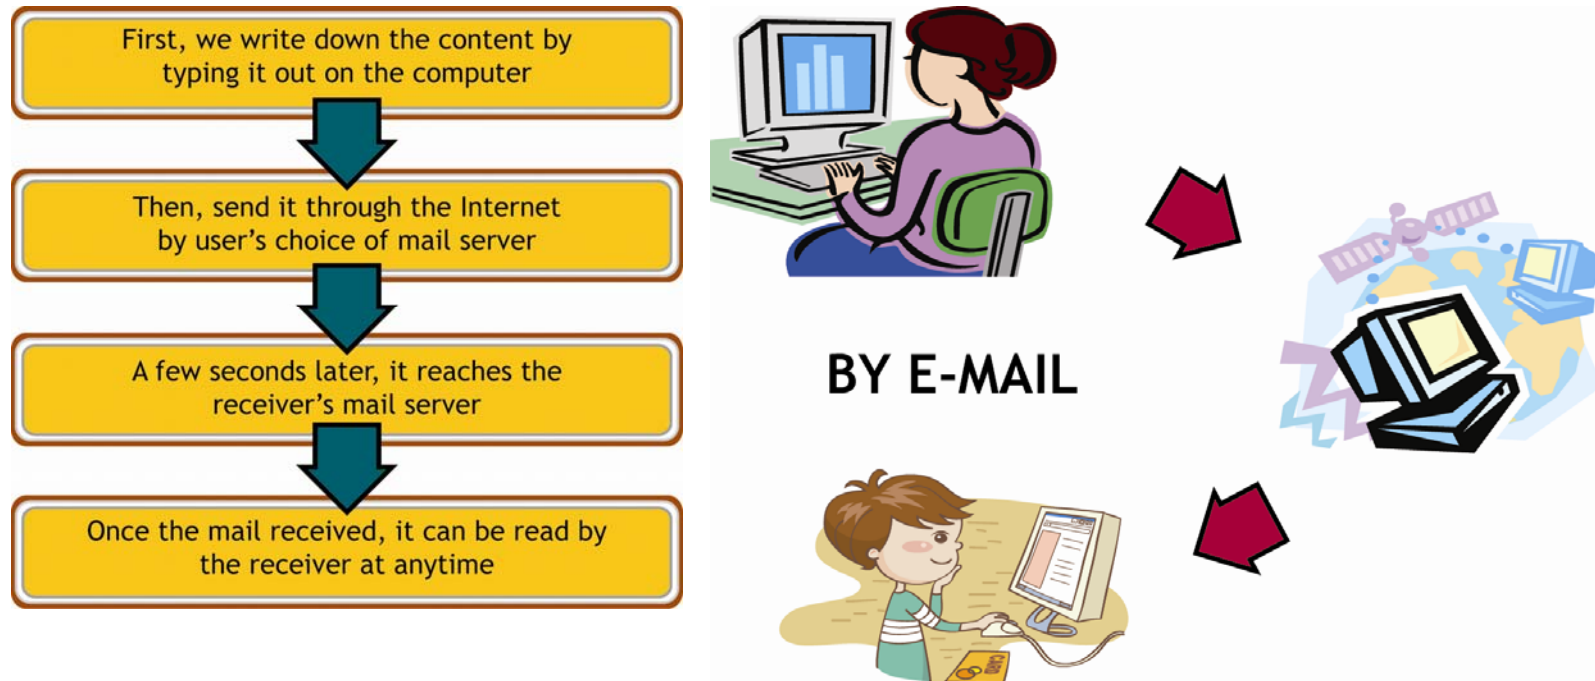 First, we write down the content by
typing it out on the computer
Then, send it through the Internet
by user's choice of mail server
A few seconds later, it reaches the
receiver's mail server
Once the mail received, it can be read by
the receiver at anytime
BY E-MAIL
CARD